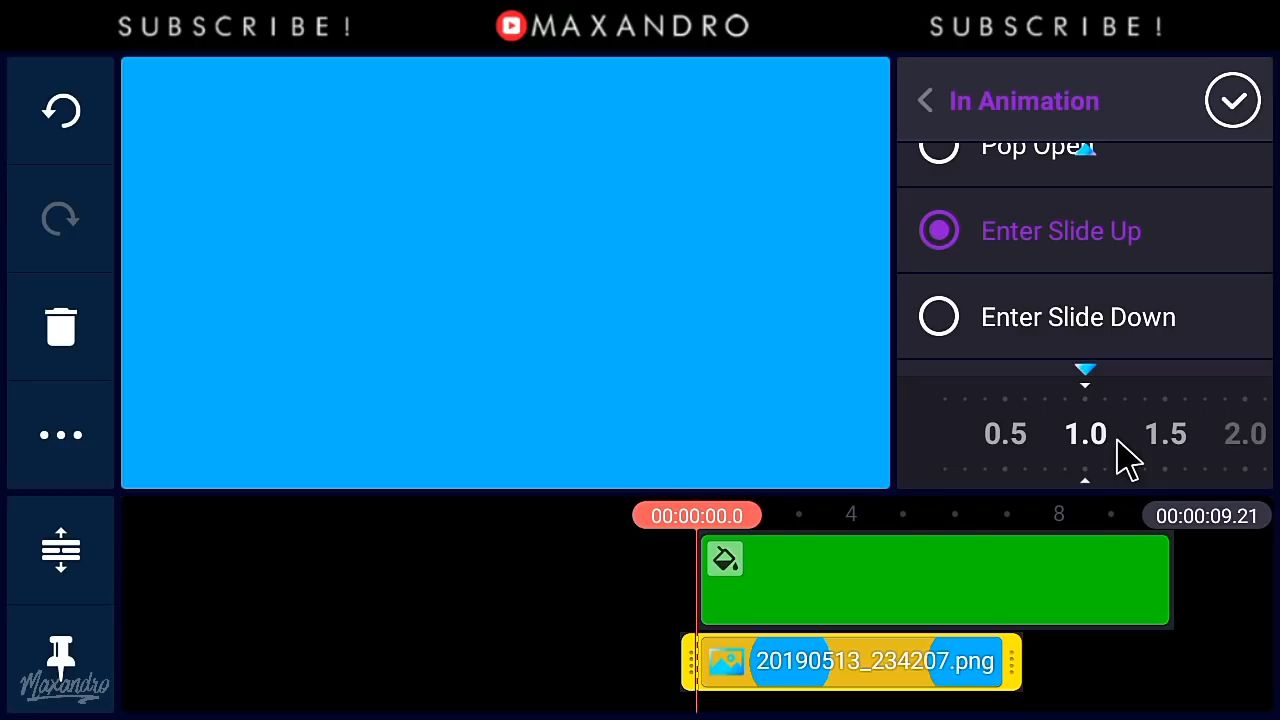 SUBSCRIBE! MAXANDRO SUBSCRIBE!
In Animation
Pop Open
Enter Slide Up
Enter Slide Down
0.5 1.0 1.5 2.0
00:00:00.0 4 8 00:00:09.21
20190513_234207.png
Maxandro